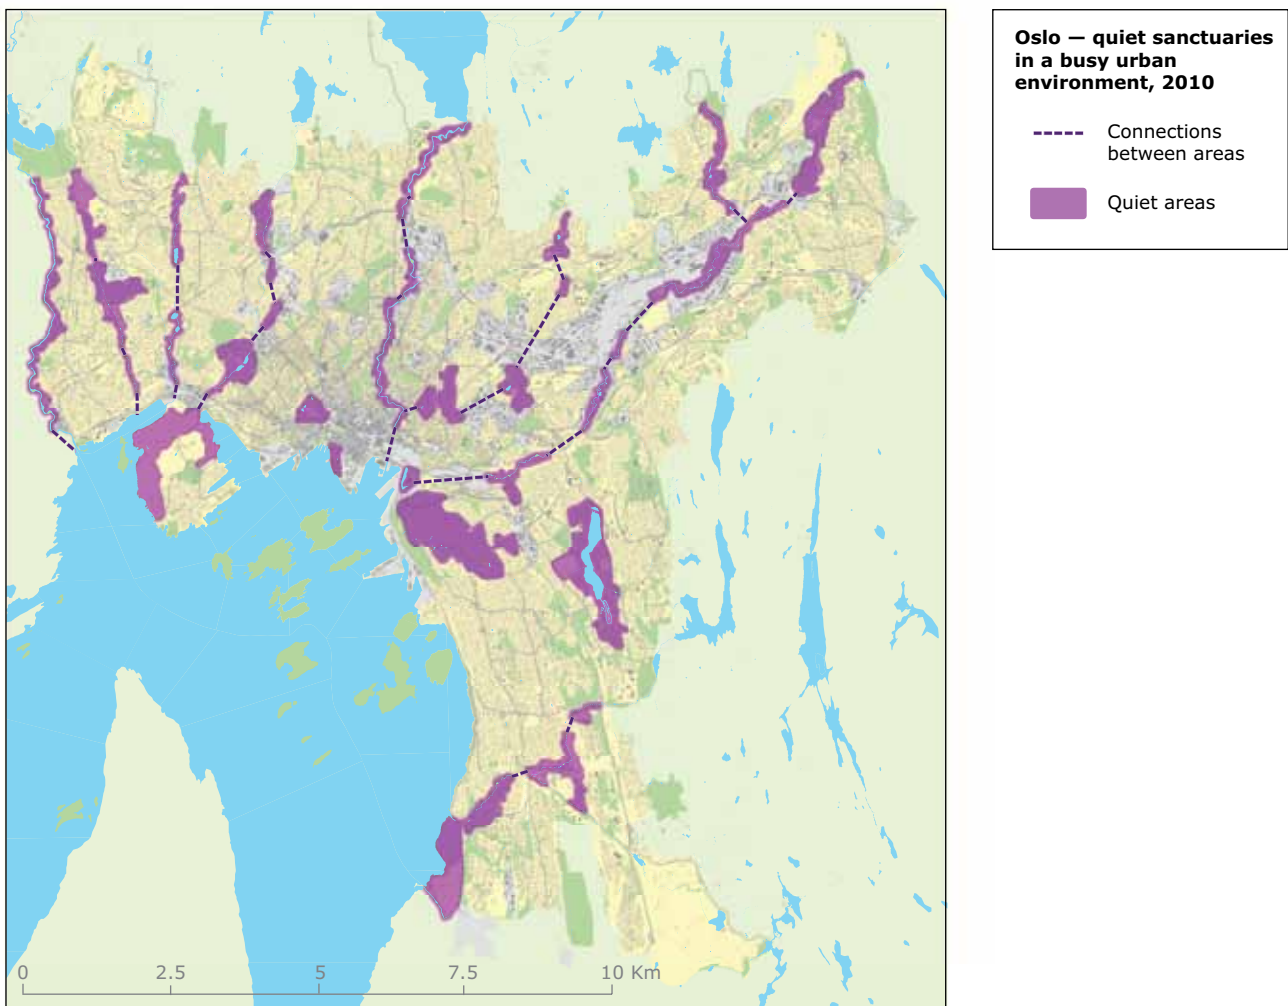 Oslo — quiet sanctuaries
in a busy urban
environment, 2010
Connections
between areas
Quiet areas
0 2.5 5 7.5 10 Km